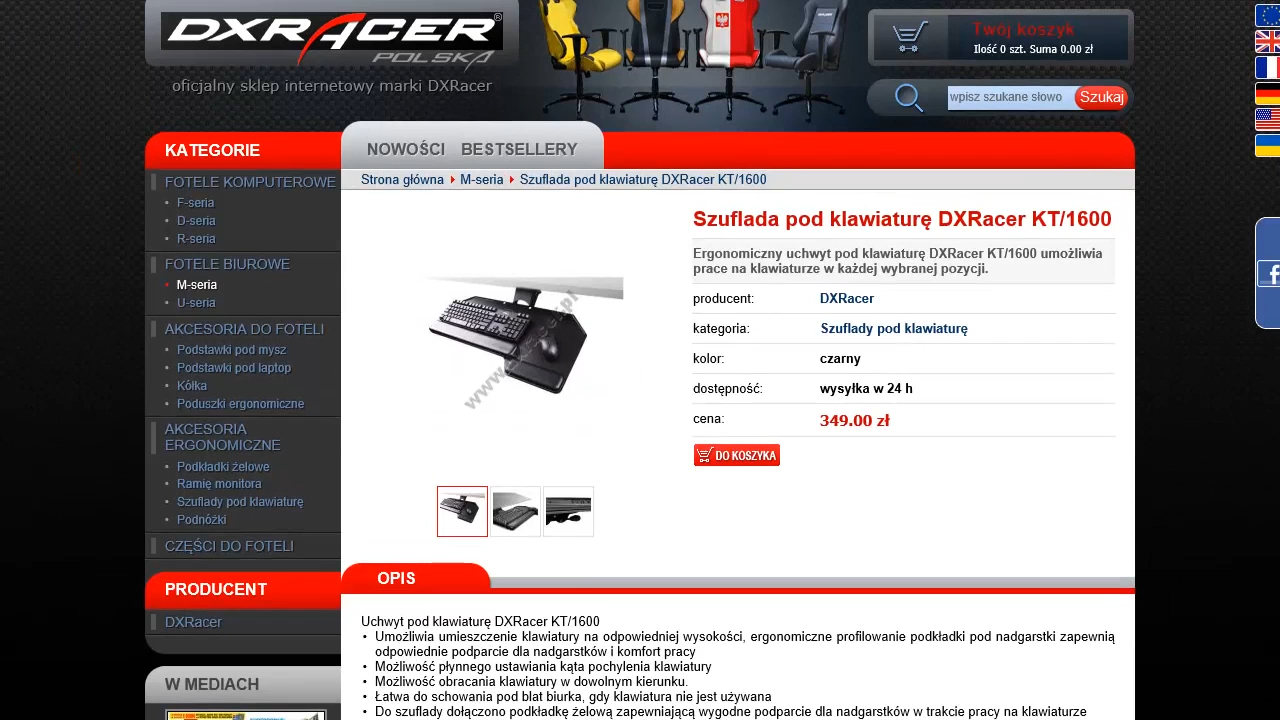 DXRACER®
POLSKA
oficjalny sklep internetowy marki DXRacer
Twój koszyk
Ilość 0 szt. Suma 0.00 zł
wpisz szukane słowo
Szukaj
KATEGORIE
NOWOŚCI BESTSELLERY
Strona główna M-seria Szuflada pod klawiaturę DXRacer KT/1600
FOTELE KOMPUTEROWE
• F-seria
• D-seria
• R-seria
FOTELE BIUROWE
• M-seria
• U-seria
AKCESORIA DO FOTELI
• Podstawki pod mysz
• Podstawki pod laptop
• Kółka
• Poduszki ergonomiczne
AKCESORIA
ERGONOMICZNE
• Podkładki żelowe
• Ramię monitora
• Szuflady pod klawiaturę
• Podnóżki
CZĘŚCI DO FOTELI
PRODUCENT
DXRacer
W MEDIACH
Szuflada pod klawiaturę DXRacer KT/1600
Ergonomiczny uchwyt pod klawiaturę DXRacer KT/1600 umożliwia
prace na klawiaturze w każdej wybranej pozycji.
producent: DXRacer
kategoria: Szuflady pod klawiaturę
kolor: czarny
dostępność: wysyłka w 24 h
cena: 349.00 zł
DO KOSZYKA
OPIS
Uchwyt pod klawiaturę DXRacer KT/1600
• Umożliwia umieszczenie klawiatury na odpowiedniej wysokości, ergonomiczne profilowanie podkładki pod nadgarstki zapewnią
odpowiednie podparcie dla nadgarstków i komfort pracy
• Możliwość płynnego ustawiania kąta pochylenia klawiatury
• Możliwość obracania klawiatury w dowolnym kierunku.
• Łatwa do schowania pod blat biurka, gdy klawiatura nie jest używana
• Do szuflady dołączono podkładkę żelową zapewniającą wygodne podparcie dla nadgarstków w trakcie pracy na klawiaturze